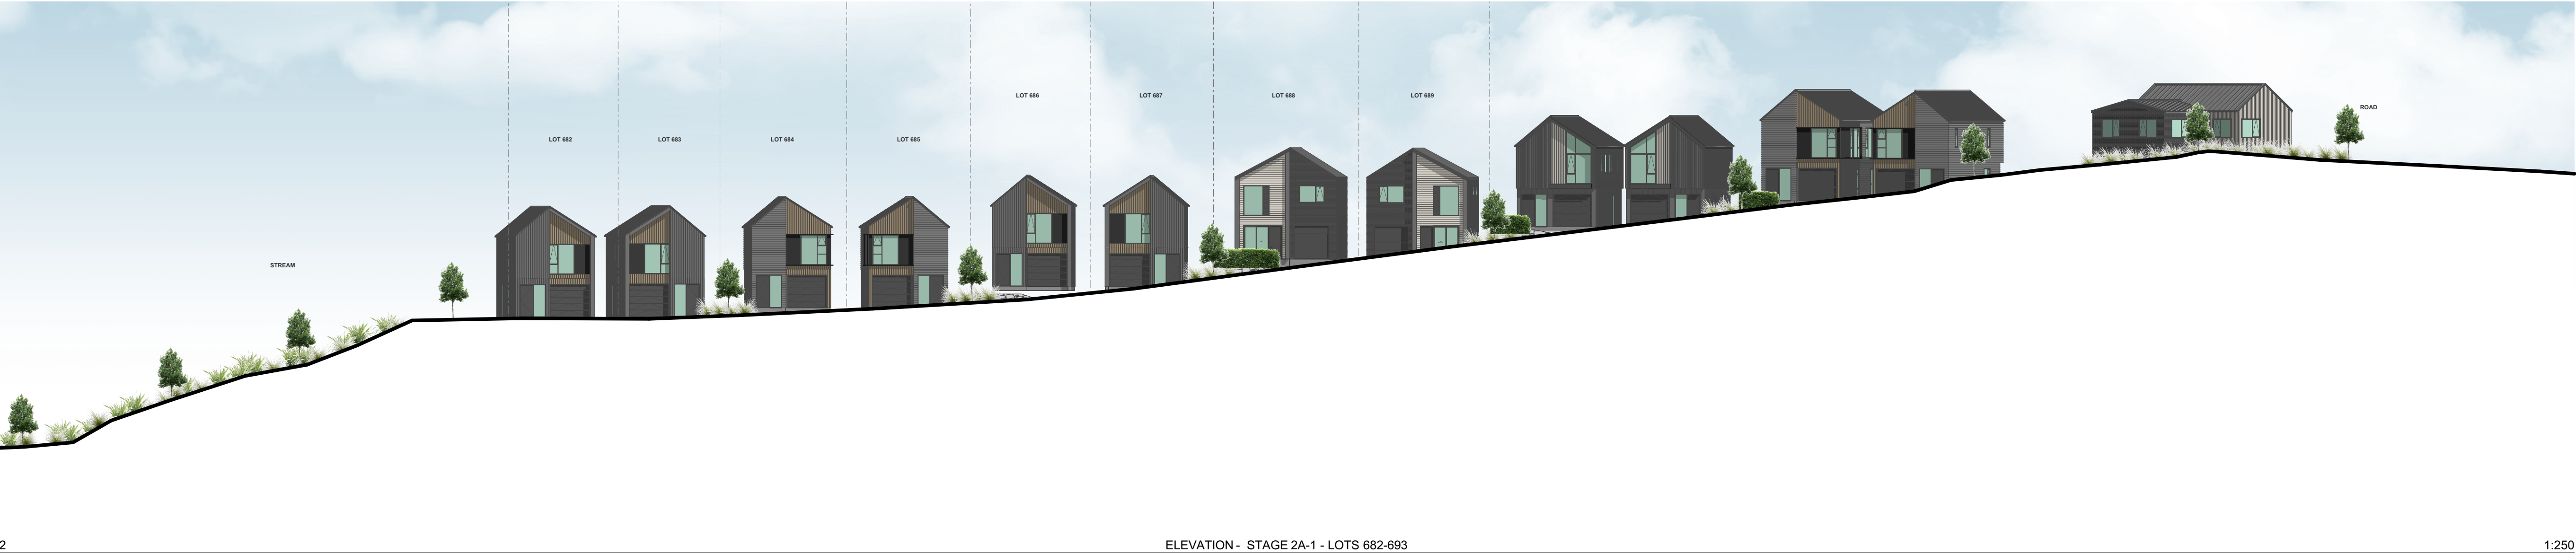 LOT 686
LOT 687
LOT 688
LOT 689
ROAD
LOT 682
LOT 683
LOT 684
LOT 685
STREAM
2
ELEVATION - STAGE 2A-1 - LOTS 682-693
1:250